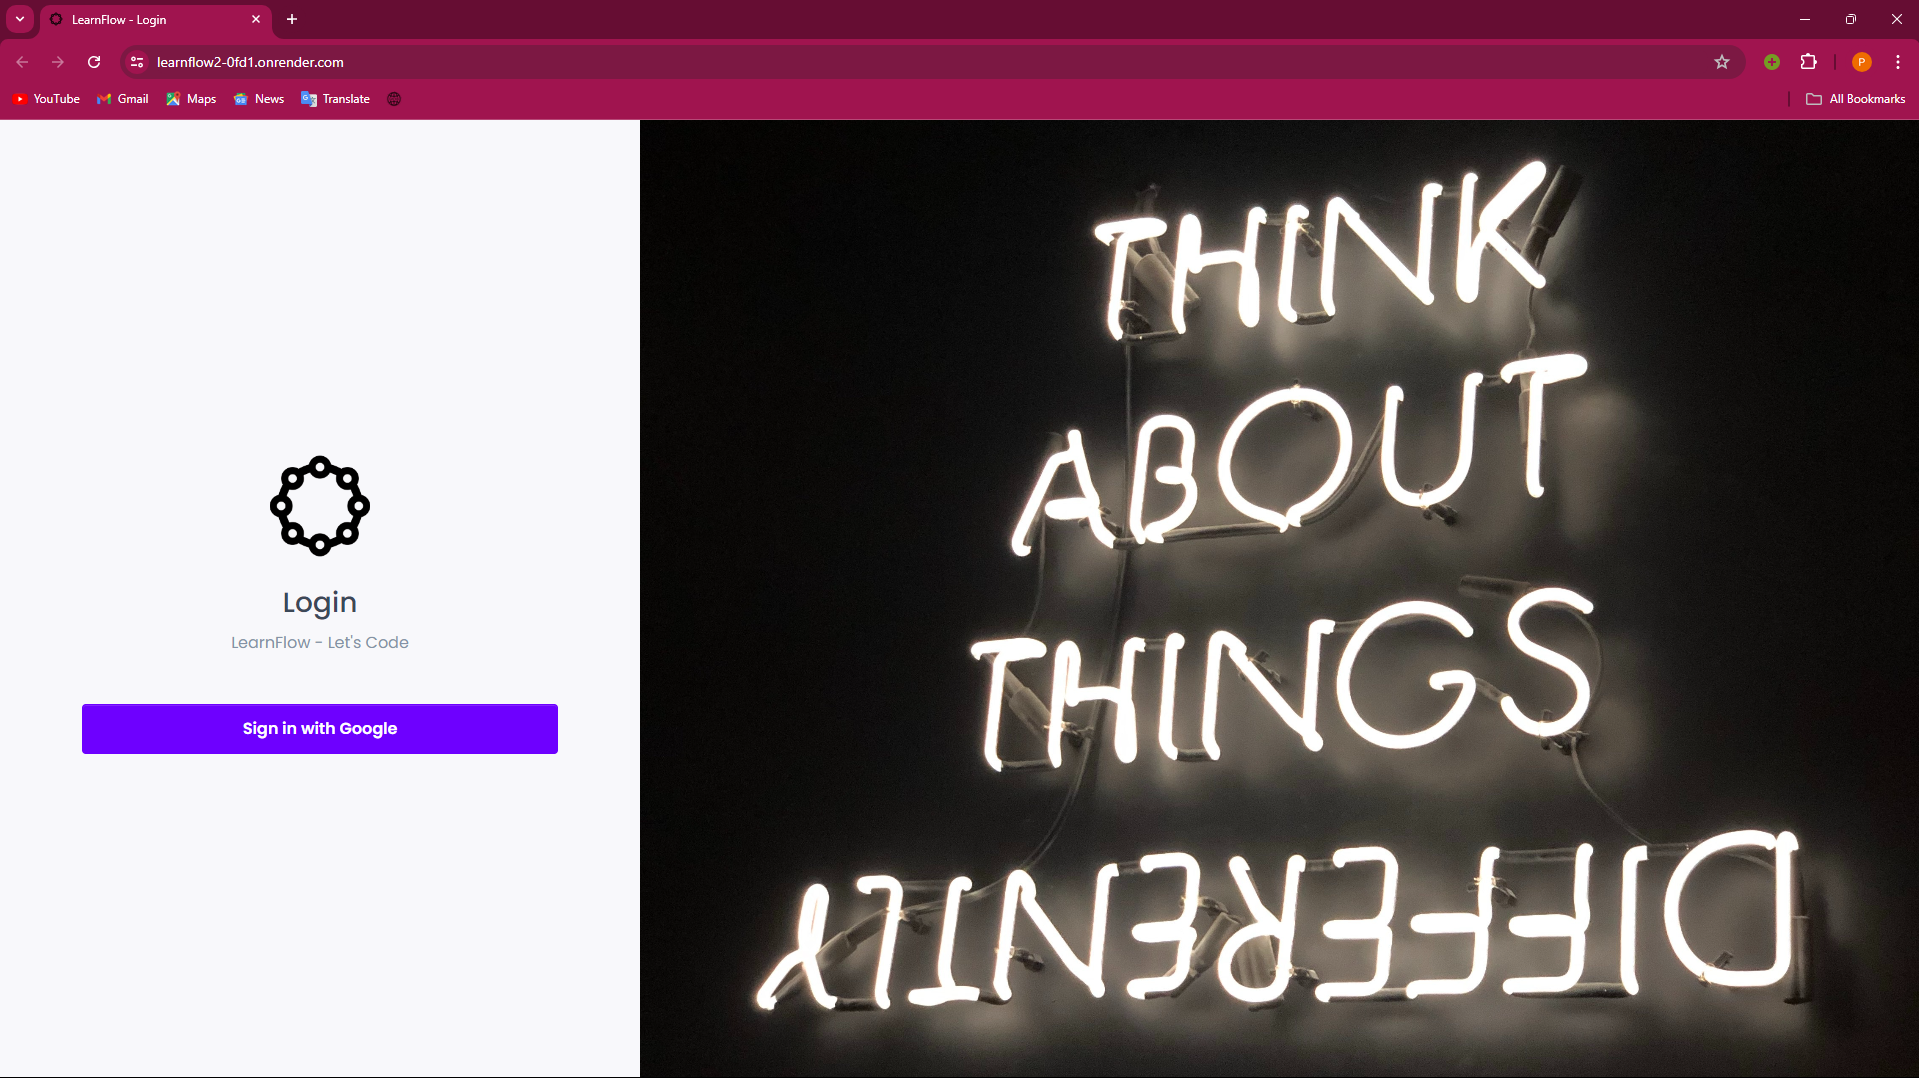 LearnFlow - Login
learnflow2-0fd1.onrender.com
P
YouTube
Gmail
Maps
News
Translate
All Bookmarks
Login
LearnFlow - Let's Code
Sign in with Google
THINK
ABOUT
THINGS
DIFFERENTLY